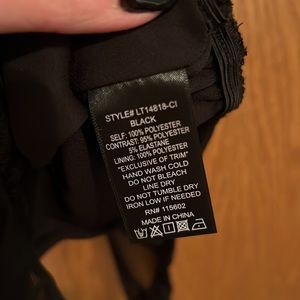 STYLE# LT14818-CI
BLACK
SELF: 100% POLYESTER
CONTRAST: 95% POLYESTER
5% ELASTANE
LINING: 100% POLYESTER
"EXCLUSIVE OF TRIM"
HAND WASH COLD
DO NOT BLEACH
LINE DRY
DO NOT TUMBLE DRY
IRON LOW IF NEEDED
RN# 115602
MADE IN CHINA